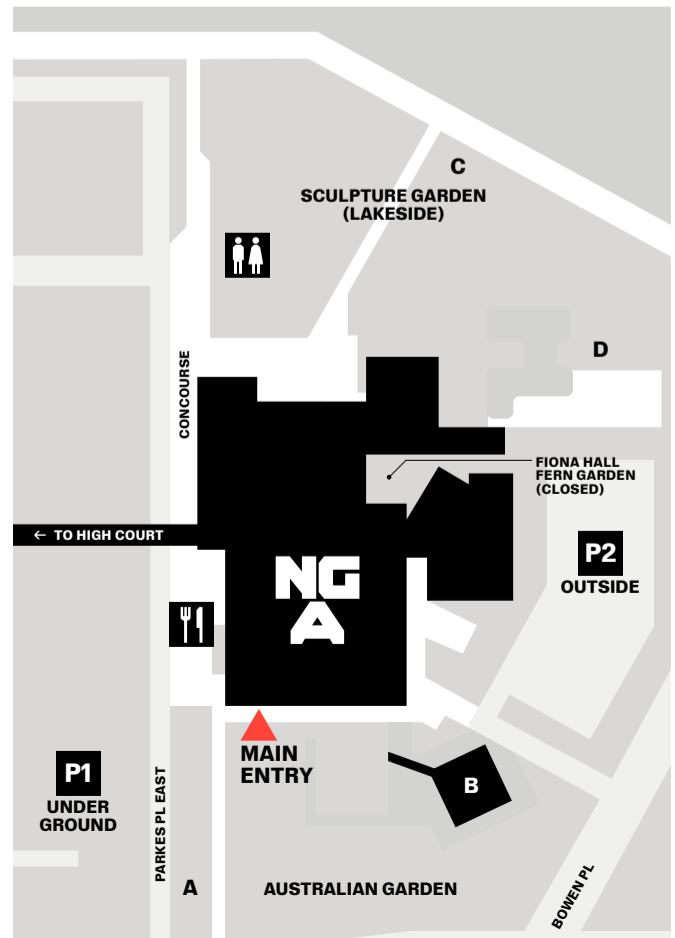 C
SCULPTURE GARDEN
(LAKESIDE)
D
CONCOURSE
FIONA HALL
FERN GARDEN
(CLOSED)
← TO HIGH COURT
P2
OUTSIDE
NG
A
MAIN
ENTRY
P1
UNDER
GROUND
B
PARKES PL EAST
A
AUSTRALIAN GARDEN
BOWEN PL